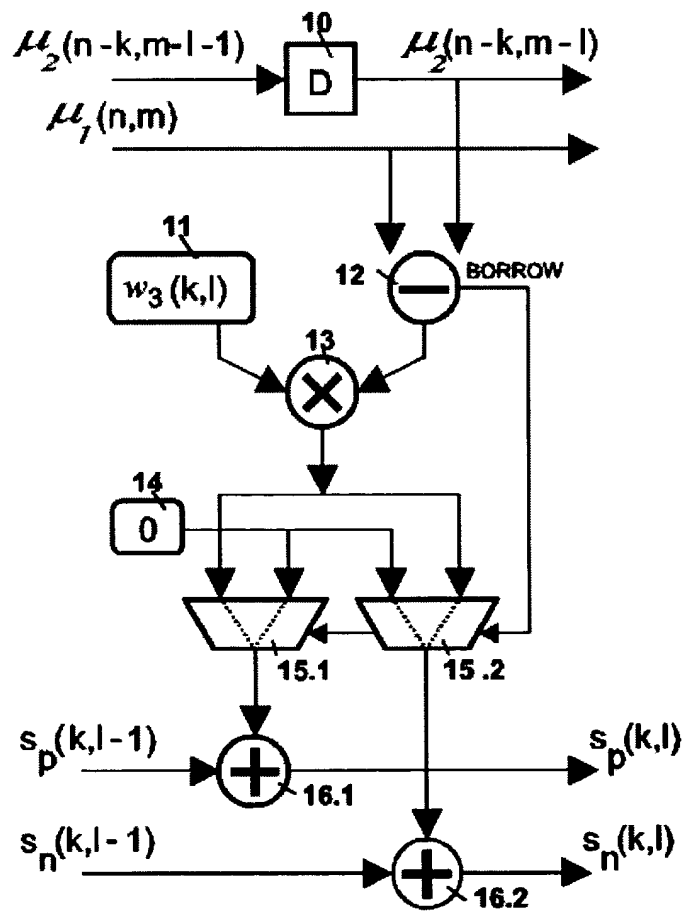 10
μ₂(n-k,m-l-1)
D
μ₂(n-k,m-l)
μ₁(n,m)
11
w₃(k,l)
12
−
BORROW
13
×
14
0
15.1
15.2
sₚ(k,l-1)
+
16.1
sₚ(k,l)
sₙ(k,l-1)
+
16.2
sₙ(k,l)